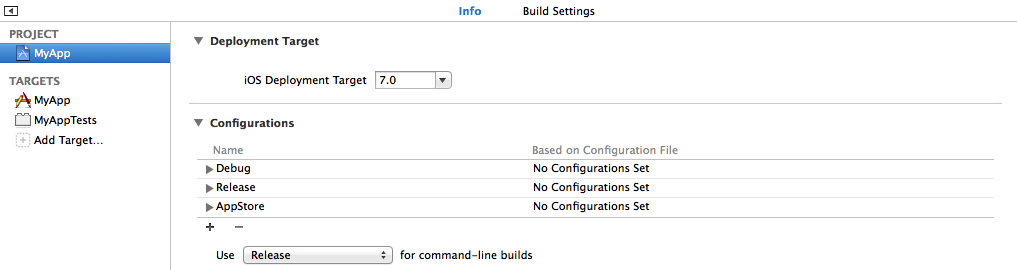 Info Build Settings
PROJECT
MyApp
TARGETS
MyApp
MyAppTests
Add Target...
Deployment Target
iOS Deployment Target 7.0
Configurations
Name Based on Configuration File
Debug No Configurations Set
Release No Configurations Set
AppStore No Configurations Set
Use Release for command-line builds